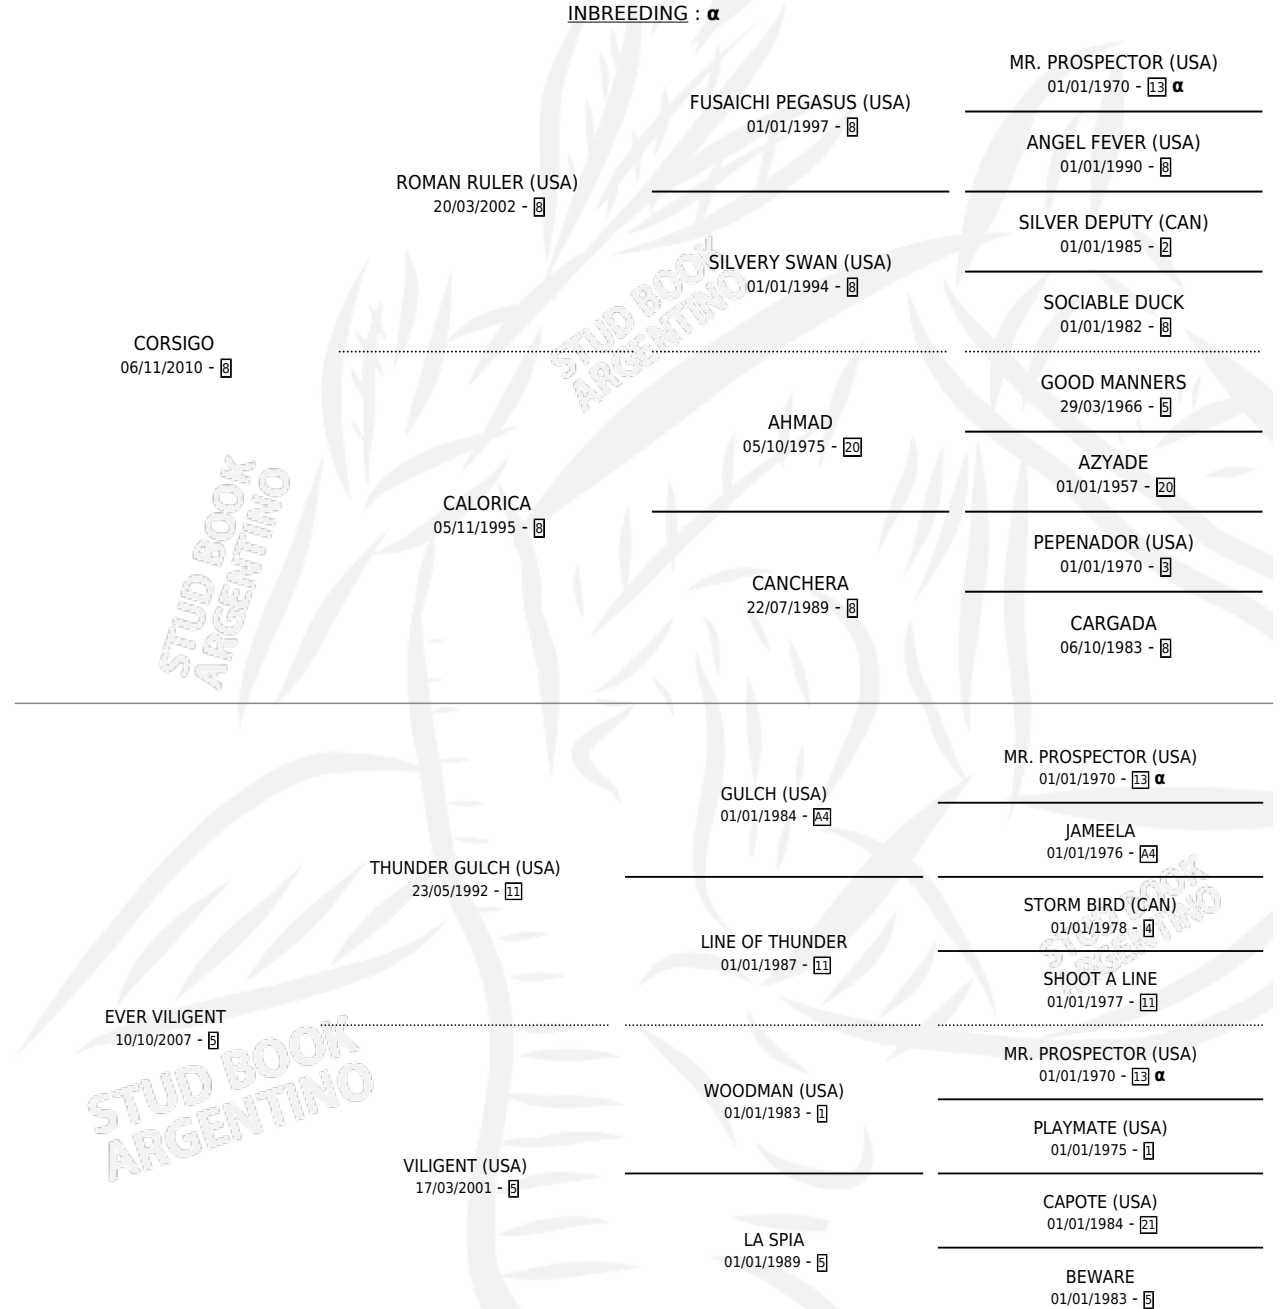 INBREEDING : α
MR. PROSPECTOR (USA)
01/01/1970 - 13 α
FUSAICHI PEGASUS (USA)
01/01/1997 - 8
ANGEL FEVER (USA)
01/01/1990 - 8
ROMAN RULER (USA)
20/03/2002 - 8
SILVER DEPUTY (CAN)
01/01/1985 - 2
SILVERY SWAN (USA)
01/01/1994 - 8
SOCIABLE DUCK
01/01/1982 - 8
CORSIGO
06/11/2010 - 8
GOOD MANNERS
29/03/1966 - 5
AHMAD
05/10/1975 - 20
AZYADE
01/01/1957 - 20
CALORICA
05/11/1995 - 8
PEPENADOR (USA)
01/01/1970 - 3
CANCHERA
22/07/1989 - 8
CARGADA
06/10/1983 - 8
MR. PROSPECTOR (USA)
01/01/1970 - 13 α
GULCH (USA)
01/01/1984 - A4
JAMEELA
01/01/1976 - A4
THUNDER GULCH (USA)
23/05/1992 - 11
STORM BIRD (CAN)
01/01/1978 - 4
LINE OF THUNDER
01/01/1987 - 11
SHOOT A LINE
01/01/1977 - 11
EVER VILIGENT
10/10/2007 - 5
MR. PROSPECTOR (USA)
01/01/1970 - 13 α
WOODMAN (USA)
01/01/1983 - 1
PLAYMATE (USA)
01/01/1975 - 1
VILIGENT (USA)
17/03/2001 - 5
CAPOTE (USA)
01/01/1984 - 21
LA SPIA
01/01/1989 - 5
BEWARE
01/01/1983 - 5
STUD BOOK
ARGENTINO
STUD BOOK
ARGENTINO
STUD BOOK
ARGENTINO
STUD BOOK
ARGENTINO